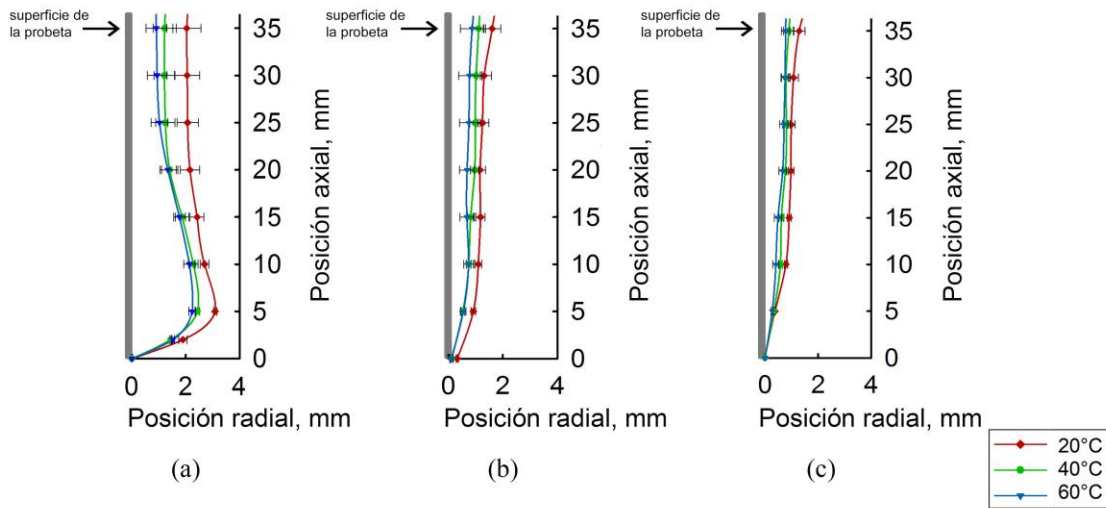 superficie de
la probeta
35
30
25
20
15
10
5
0
Posición axial, mm
0 2 4
Posición radial, mm
(a)
superficie de
la probeta
35
30
25
20
15
10
5
0
Posición axial, mm
0 2 4
Posición radial, mm
(b)
superficie de
la probeta
35
30
25
20
15
10
5
0
Posición axial, mm
0 2 4
Posición radial, mm
(c)
20°C
40°C
60°C